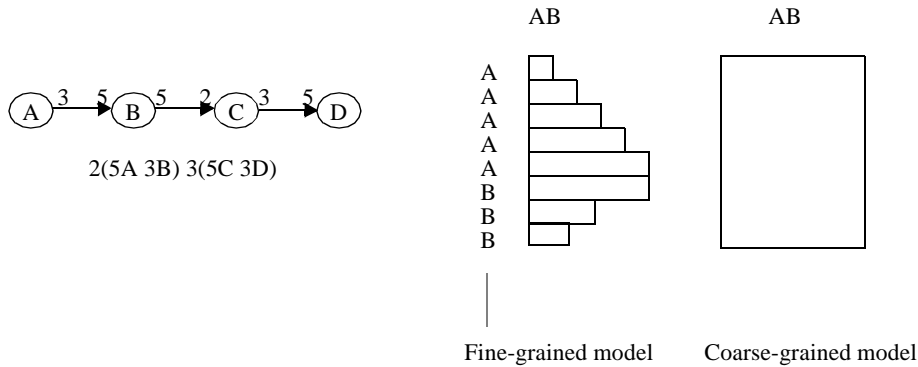 AB
AB
A
A
A
A
A
B
B
B
A 3 5 B 5 2 C 3 5 D
2(5A 3B) 3(5C 3D)
Fine-grained model
Coarse-grained model